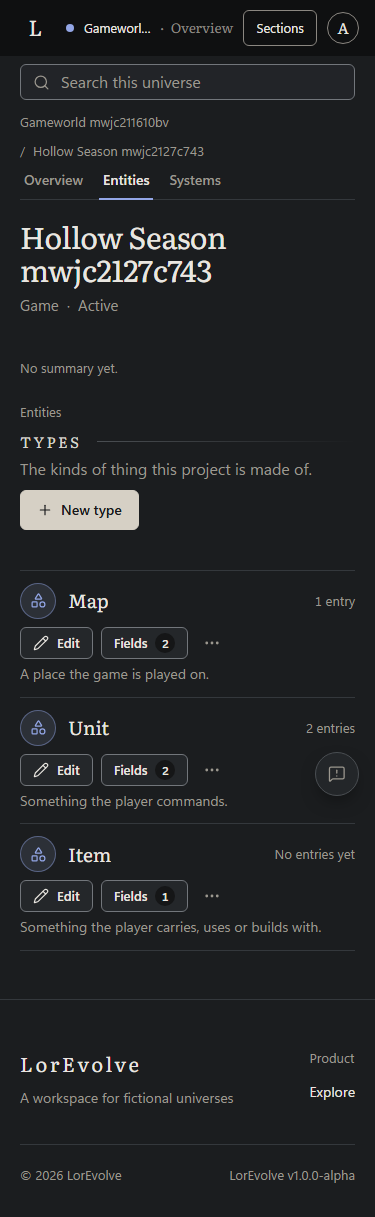 L
Gameworl... · Overview
Sections
A
Search this universe
Gameworld mwjc211610bv
/ Hollow Season mwjc2127c743
Overview Entities Systems
Hollow Season
mwjc2127c743
Game · Active
No summary yet.
Entities
TYPES
The kinds of thing this project is made of.
+ New type
Map 1 entry
Edit Fields 2 ...
A place the game is played on.
Unit 2 entries
Edit Fields 2 ...
Something the player commands.
Item No entries yet
Edit Fields 1 ...
Something the player carries, uses or builds with.
LorEvolve
A workspace for fictional universes
Product
Explore
© 2026 LorEvolve LorEvolve v1.0.0-alpha